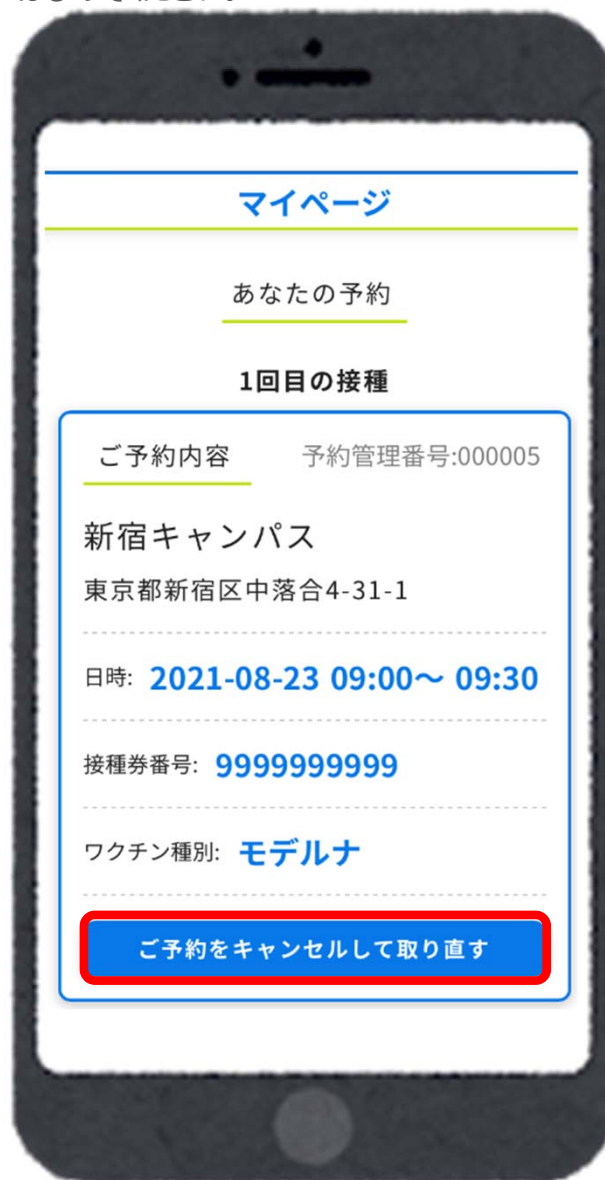 マイページ
あなたの予約
1回目の接種
ご予約内容 予約管理番号:000005
新宿キャンパス
東京都新宿区中落合4-31-1
日時: 2021-08-23 09:00〜 09:30
接種券番号: 9999999999
ワクチン種別: モデルナ
ご予約をキャンセルして取り直す